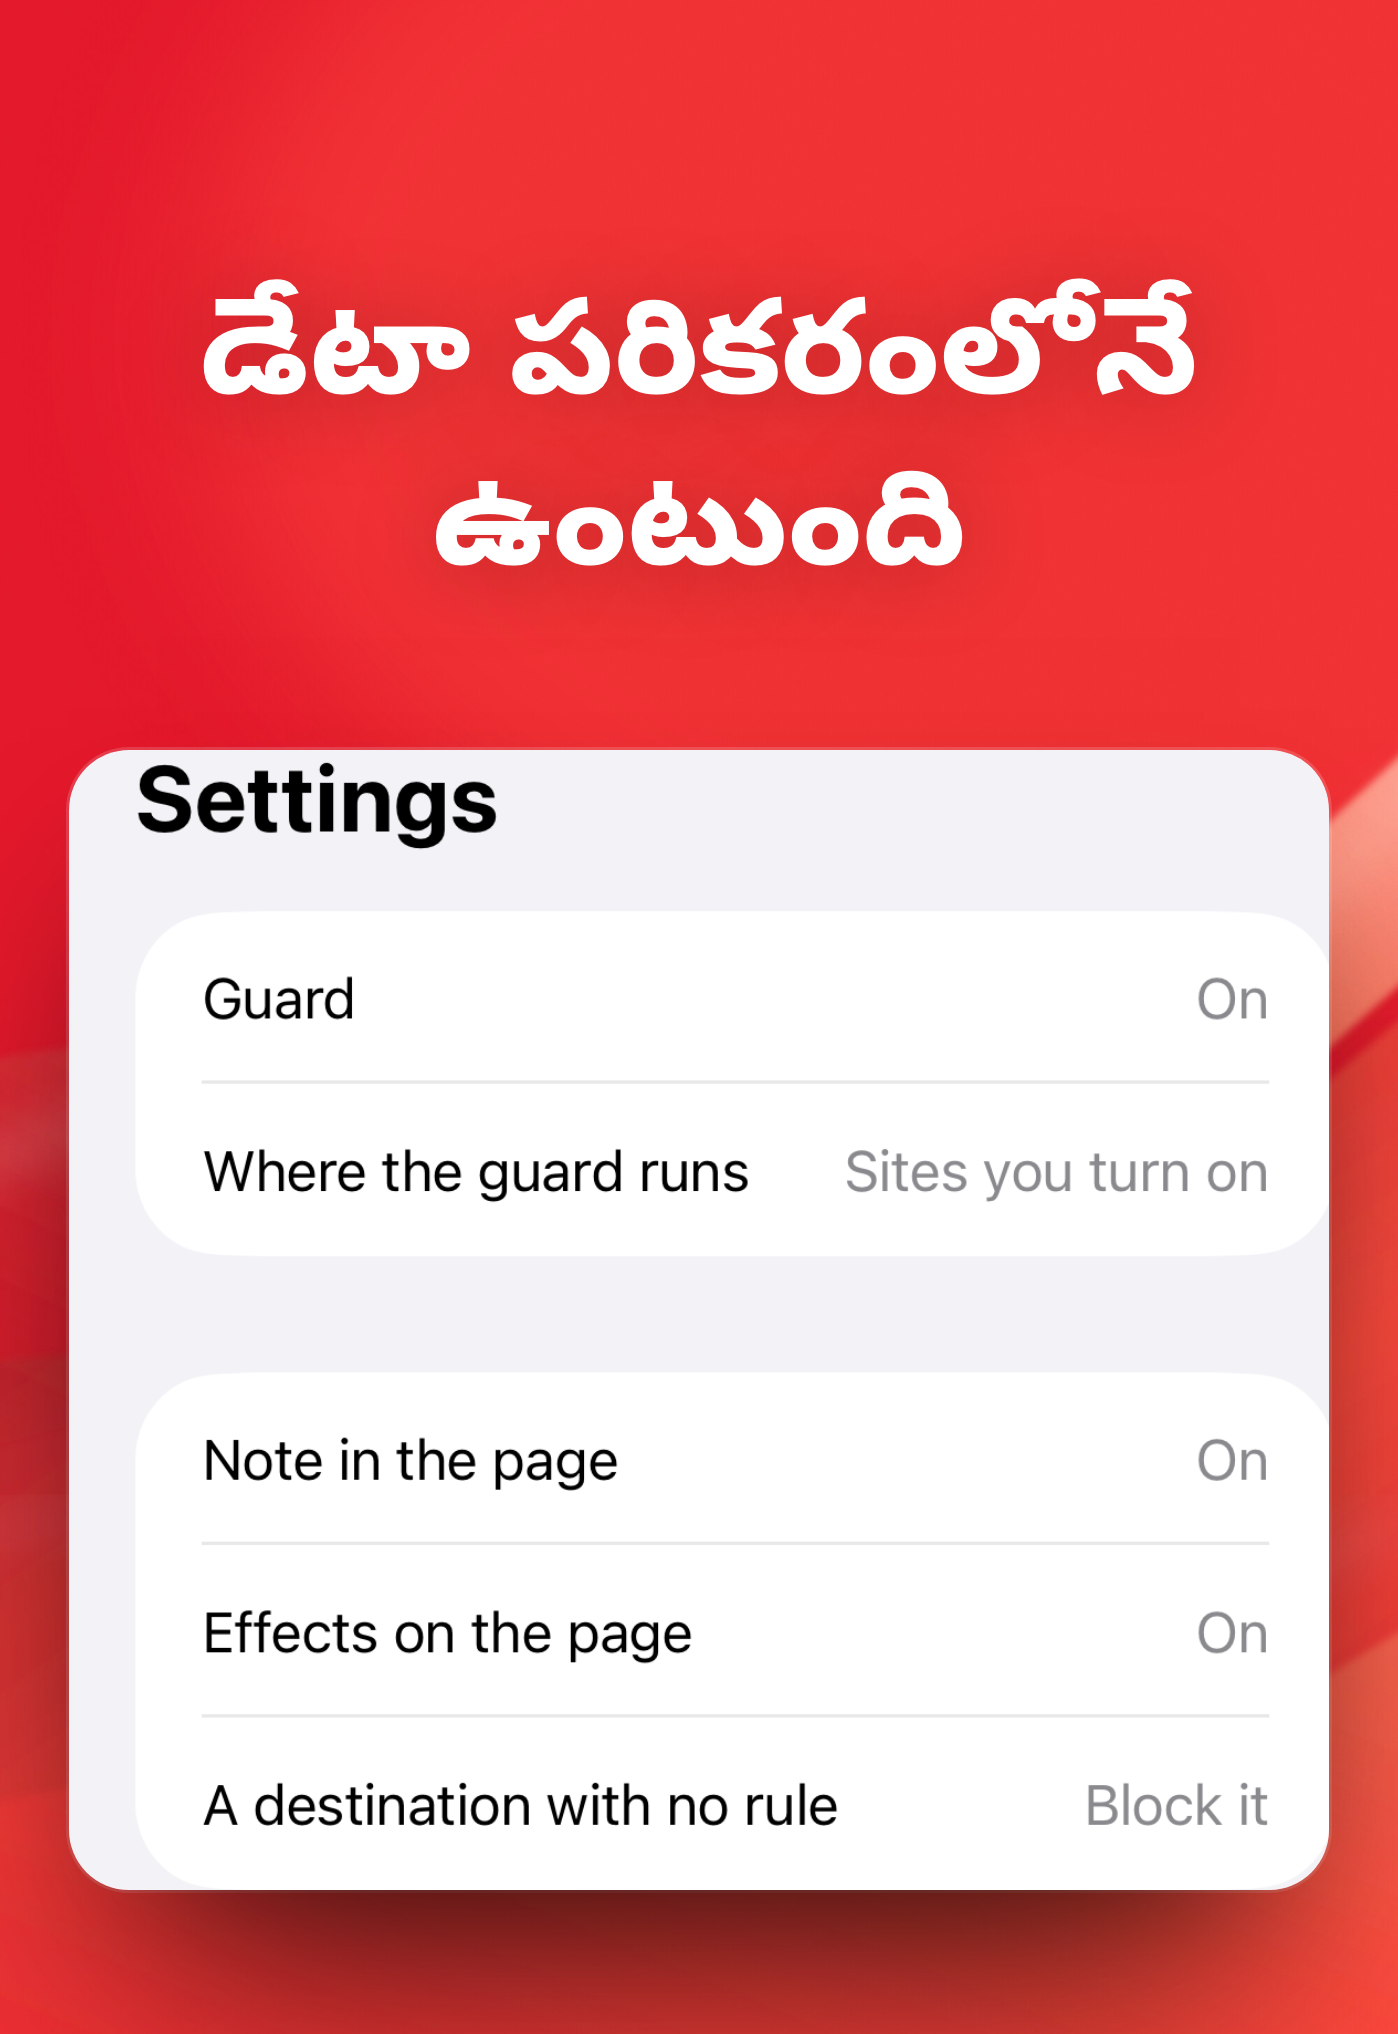 డేటా పరికరంలోనే
ఉంటుంది
Settings
Guard On
Where the guard runs Sites you turn on
Note in the page On
Effects on the page On
A destination with no rule Block it